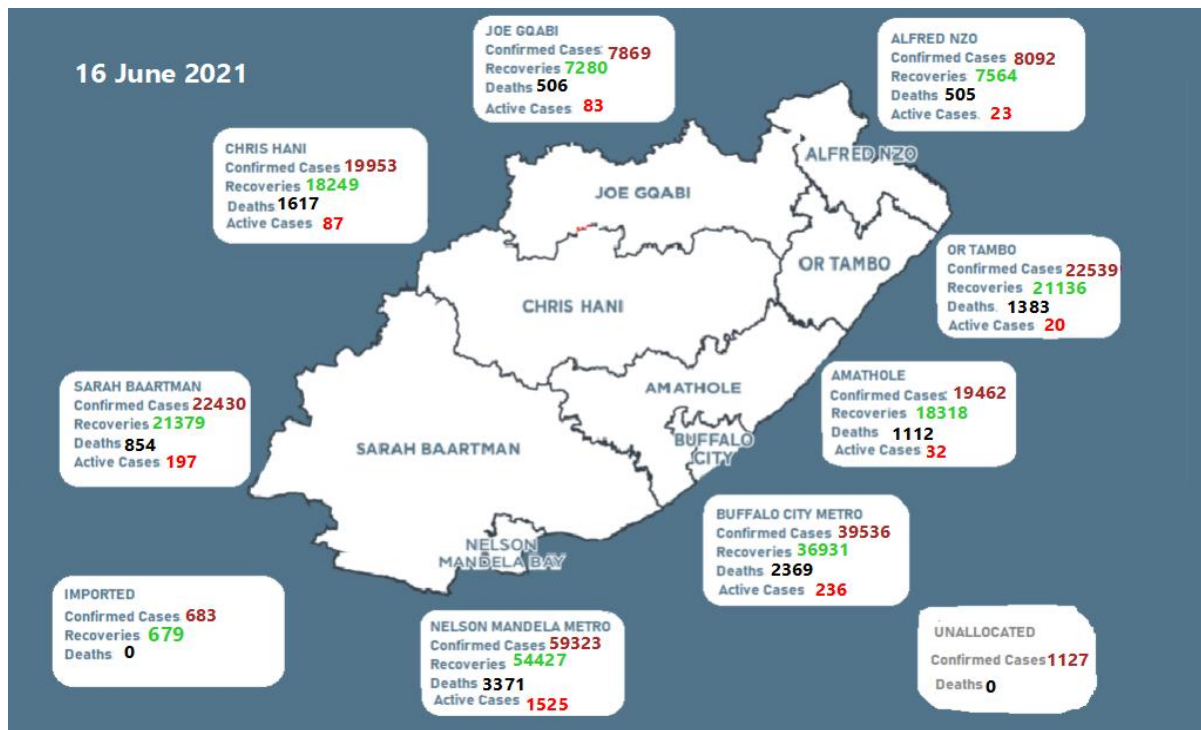 16 June 2021
JOE GQABI
Confirmed Cases: 7869
Recoveries 7280
Deaths 506
Active Cases 83
ALFRED NZO
Confirmed Cases 8092
Recoveries 7564
Deaths 505
Active Cases. 23
CHRIS HANI
Confirmed Cases 19953
Recoveries 18249
Deaths 1617
Active Cases 87
ALFRED NZO
JOE GQABI
OR TAMBO
CHRIS HANI
OR TAMBO
Confirmed Cases 22539
Recoveries 21136
Deaths. 1383
Active Cases 20
SARAH BAARTMAN
Confirmed Cases 22430
Recoveries 21379
Deaths 854
Active Cases 197
AMATHOLE
AMATHOLE
Confirmed Cases: 19462
Recoveries 18318
Deaths 1112
Active Cases 32
SARAH BAARTMAN
BUFFALO
CITY
BUFFALO CITY METRO
Confirmed Cases 39536
Recoveries 36931
Deaths 2369
Active Cases 236
NELSON
MANDELA BAY
IMPORTED
Confirmed Cases 683
Recoveries 679
Deaths 0
NELSON MANDELA METRO
Confirmed Cases 59323
Recoveries 54427
Deaths 3371
Active Cases 1525
UNALLOCATED
Confirmed Cases 1127
Deaths 0